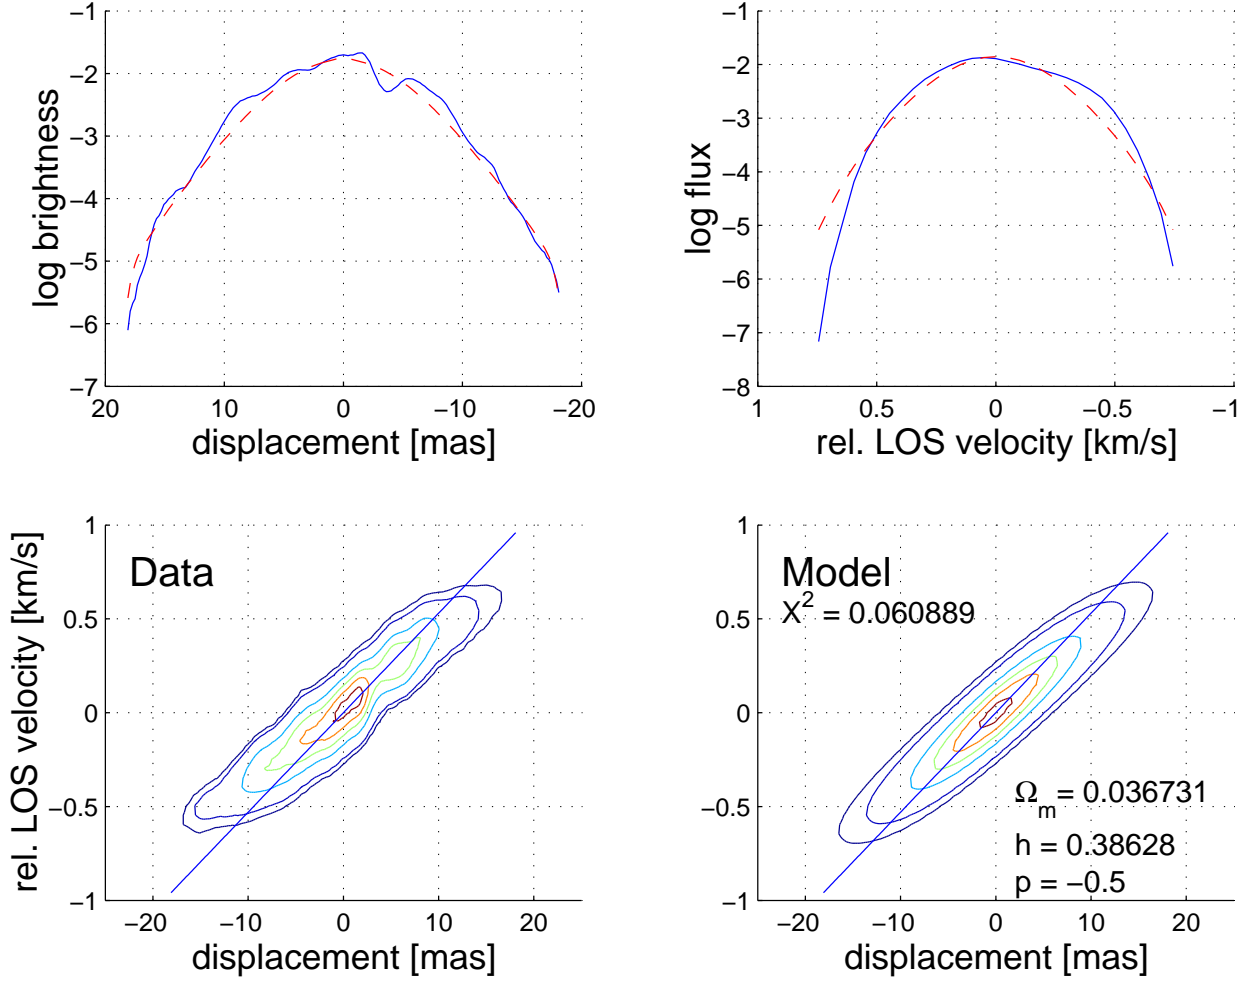 −1
−2
−3
−4
−5
−6
−7
20 10 0 −10 −20
displacement [mas]
log brightness
−1
−2
−3
−4
−5
−6
−7
−8
1 0.5 0 −0.5 −1
rel. LOS velocity [km/s]
log flux
1
0.5
0
−0.5
−1
−20 −10 0 10 20
displacement [mas]
rel. LOS velocity [km/s]
Data
1
0.5
0
−0.5
−1
−20 −10 0 10 20
displacement [mas]
Model
X² = 0.060889
Ωₘ = 0.036731
h = 0.38628
p = −0.5